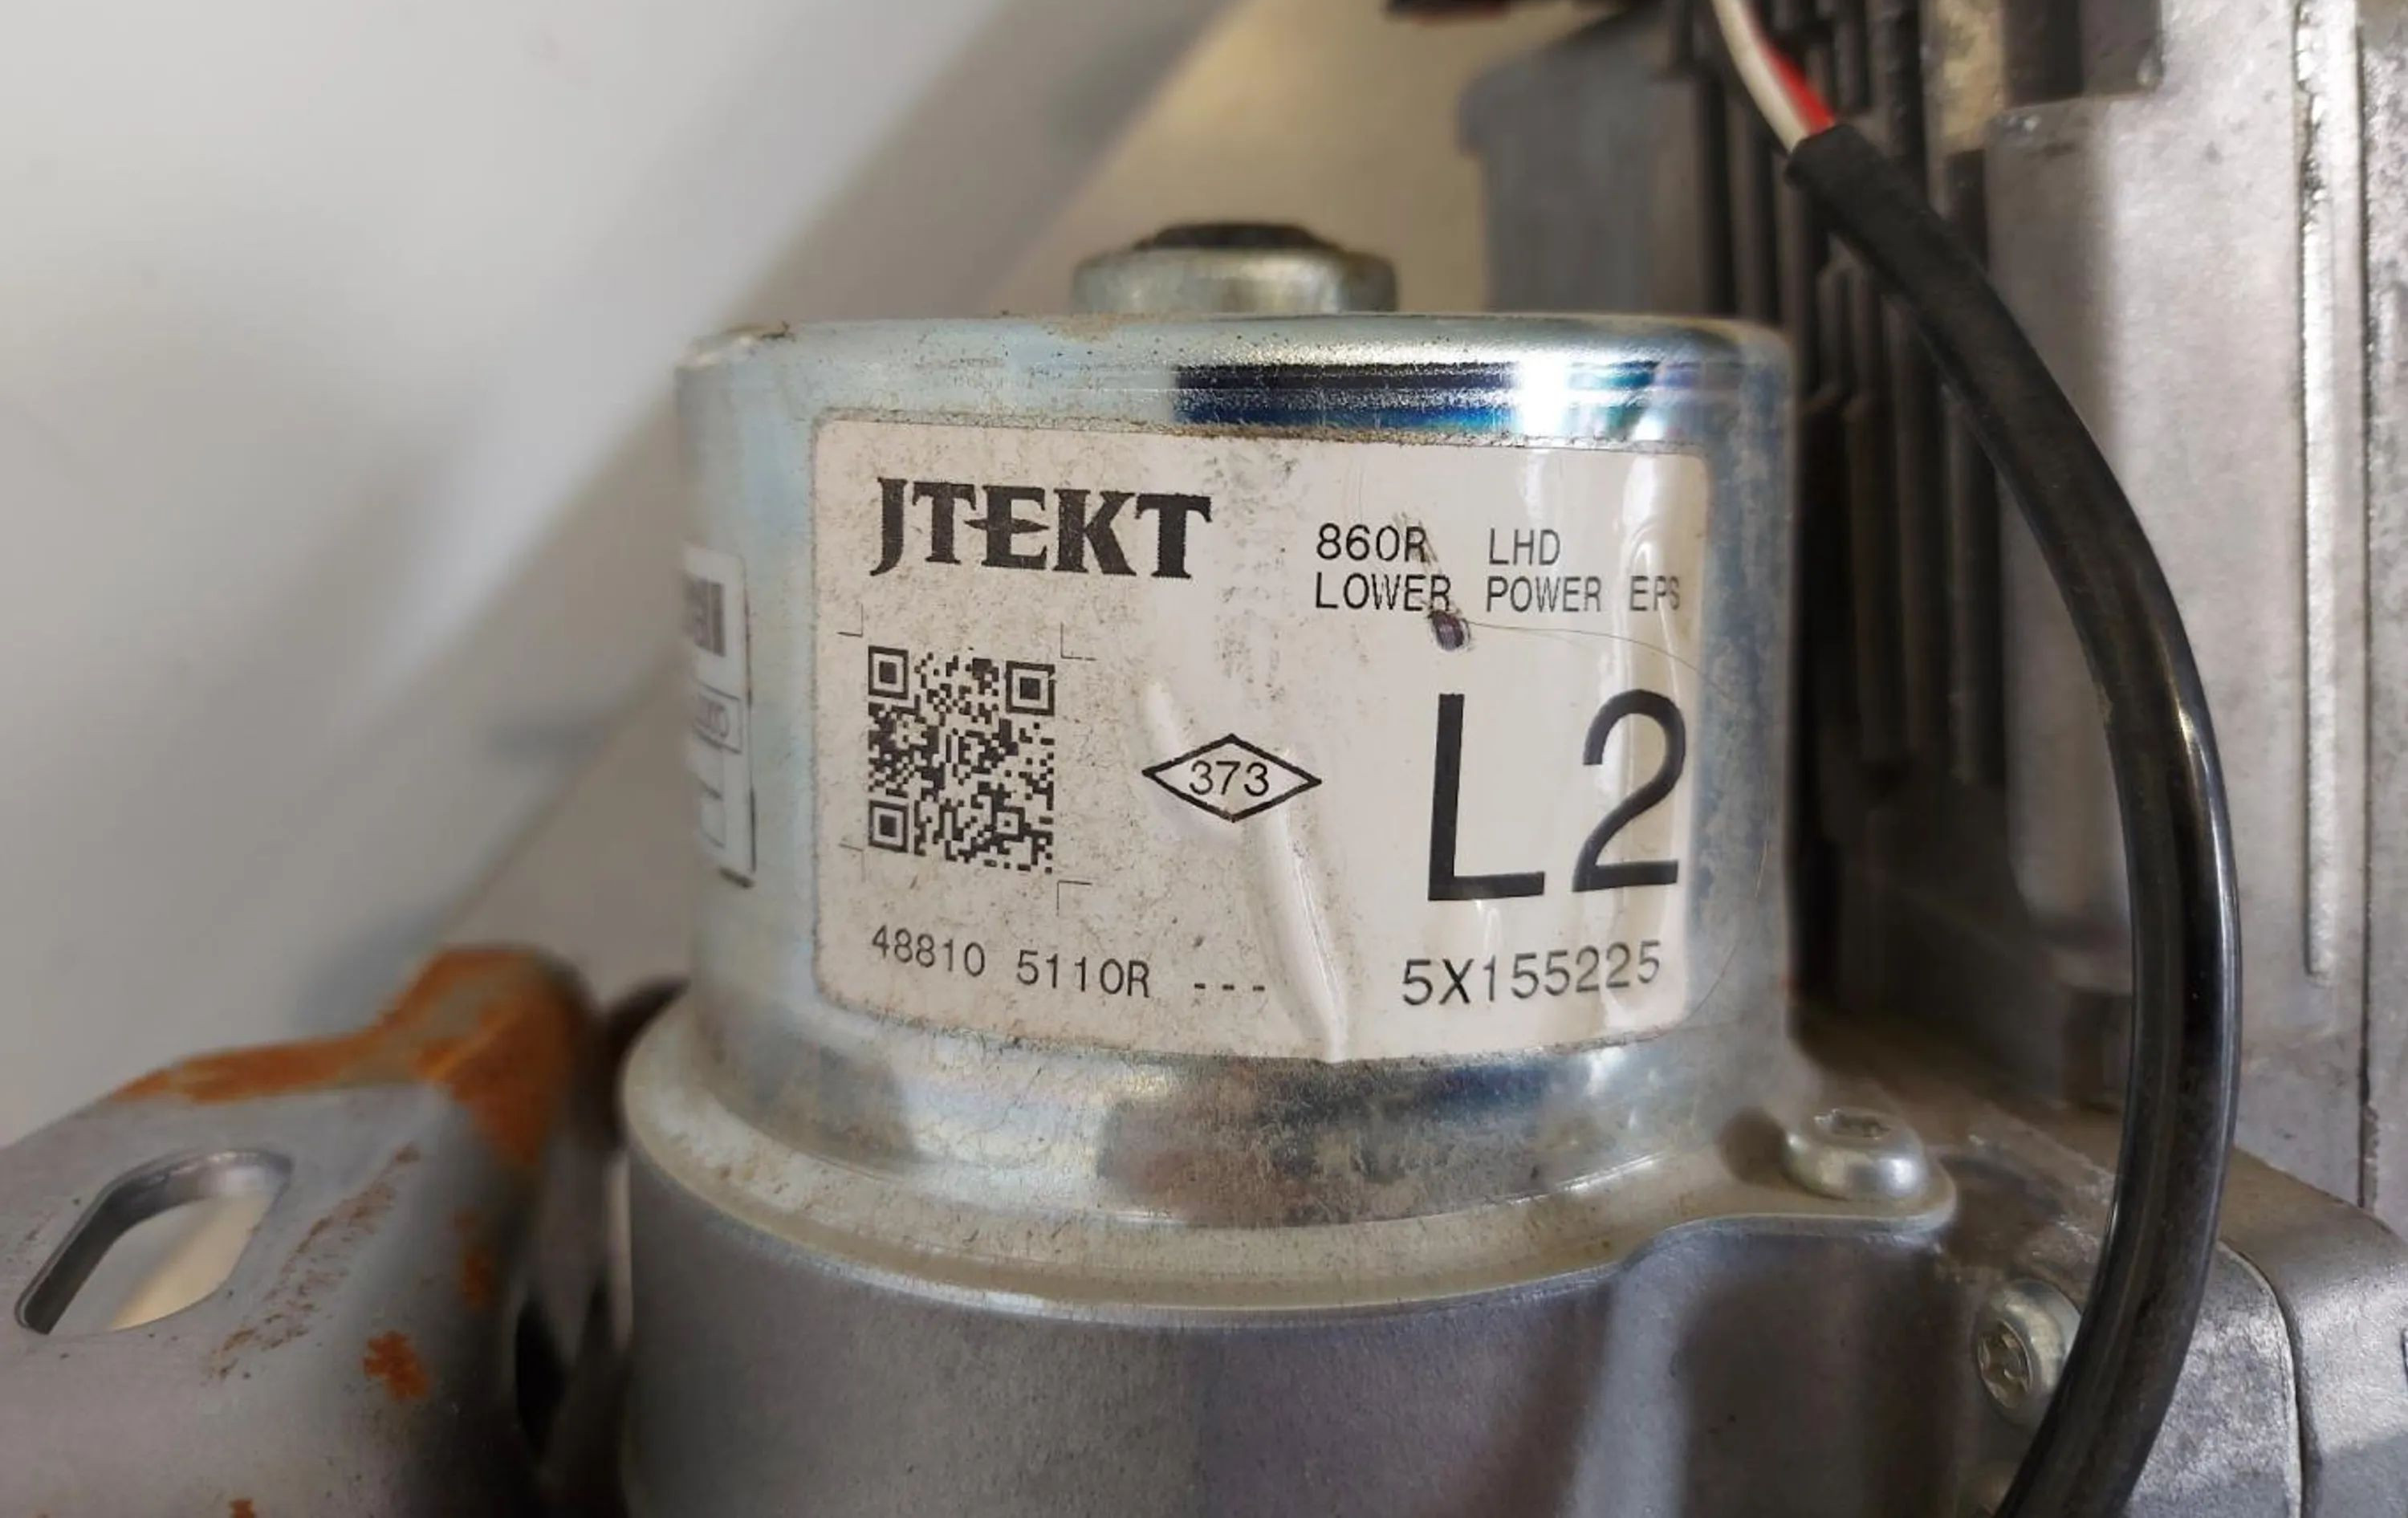 JTEKT
860R LHD
LOWER POWER EPS
373
L2
48810 5110R ---
5X155225